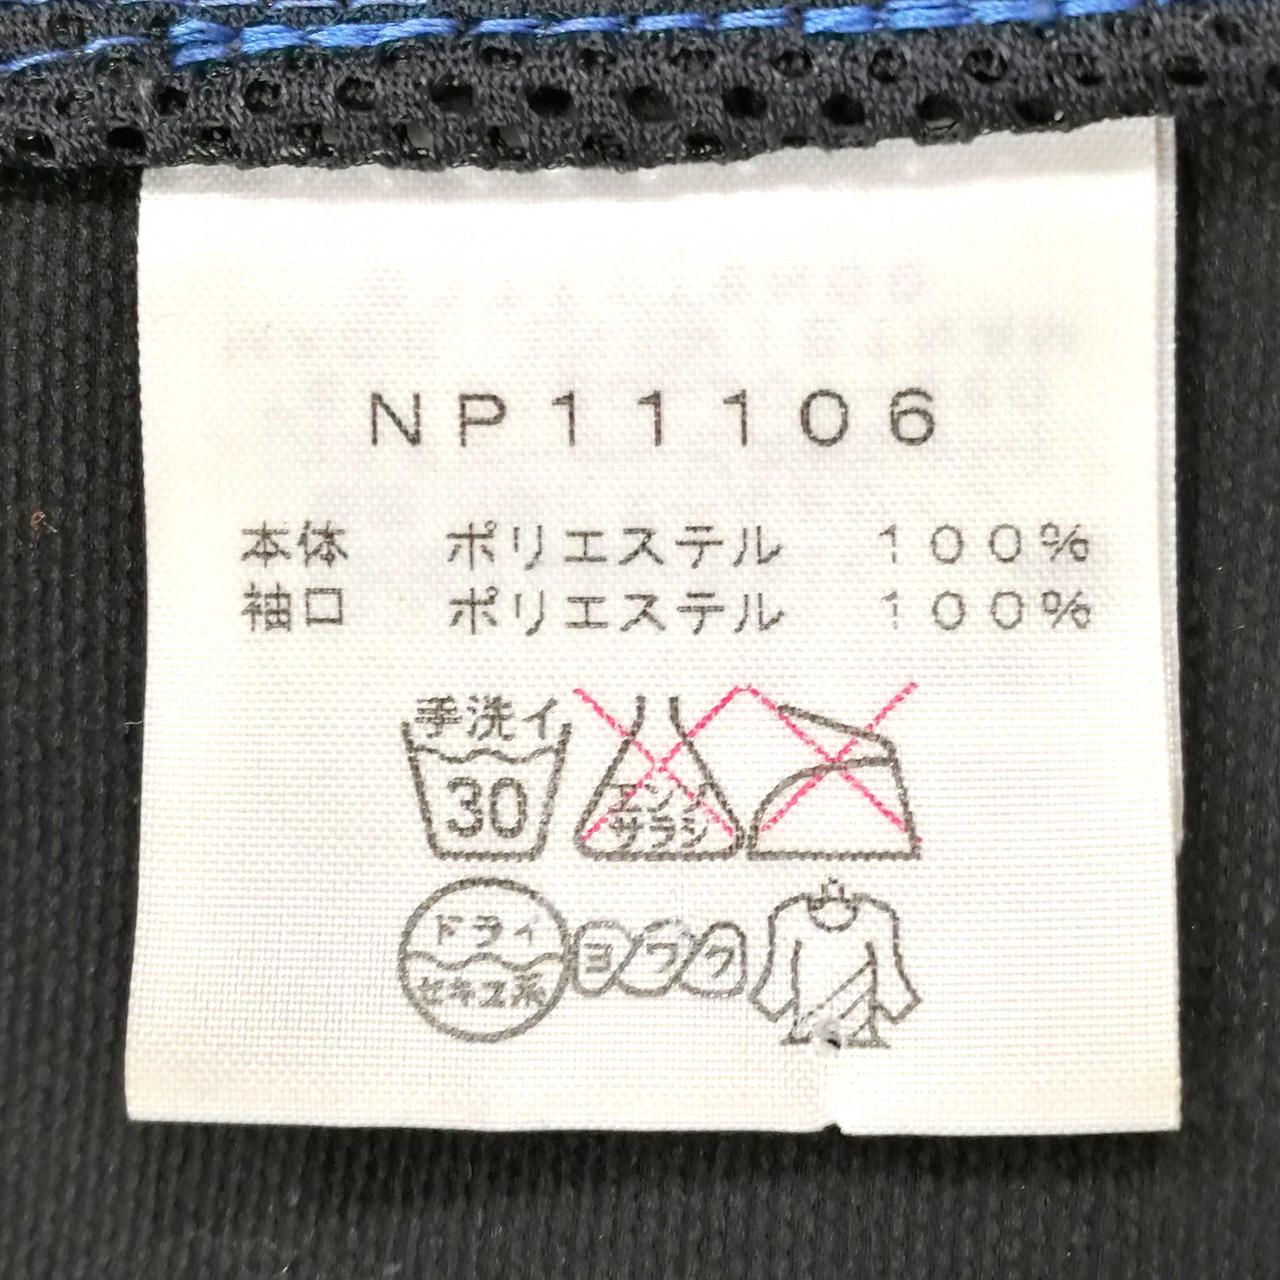 NP11106
本体 ポリエステル 100%
袖口 ポリエステル 100%
手洗イ
30
エンソ
サラシ
ドライ
セキユ系
ヨワク